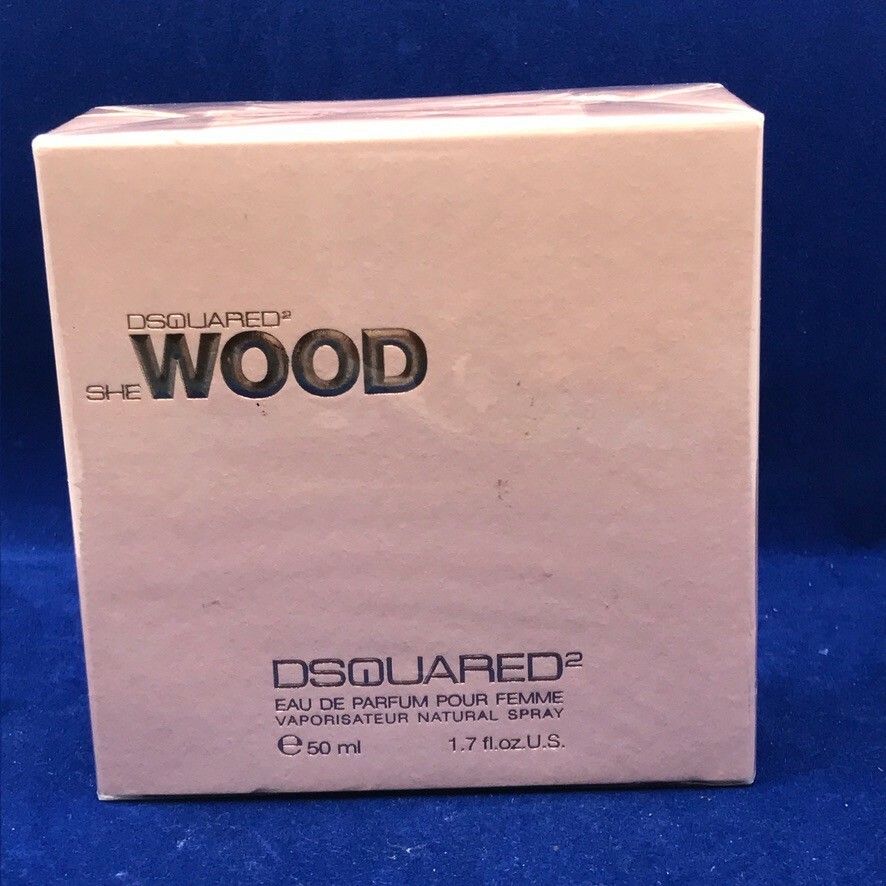 DSQUARED²
SHE WOOD
DSQUARED²
EAU DE PARFUM POUR FEMME
VAPORISATEUR NATURAL SPRAY
℮ 50 ml 1.7 fl.oz.U.S.